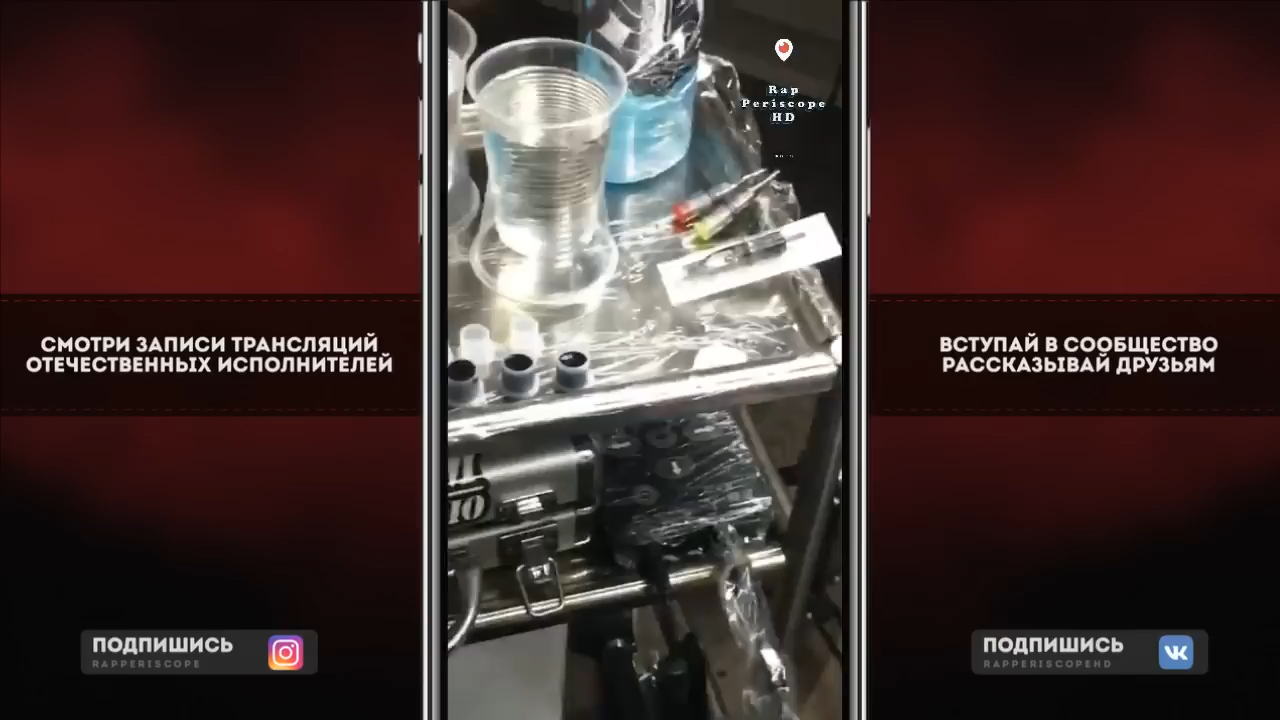 Rap
Periscope
HD
СМОТРИ ЗАПИСИ ТРАНСЛЯЦИЙ
ОТЕЧЕСТВЕННЫХ ИСПОЛНИТЕЛЕЙ
ВСТУПАЙ В СООБЩЕСТВО
РАССКАЗЫВАЙ ДРУЗЬЯМ
ПОДПИШИСЬ
RAPPERISCOPE
ПОДПИШИСЬ
RAPPERISCOPEHD